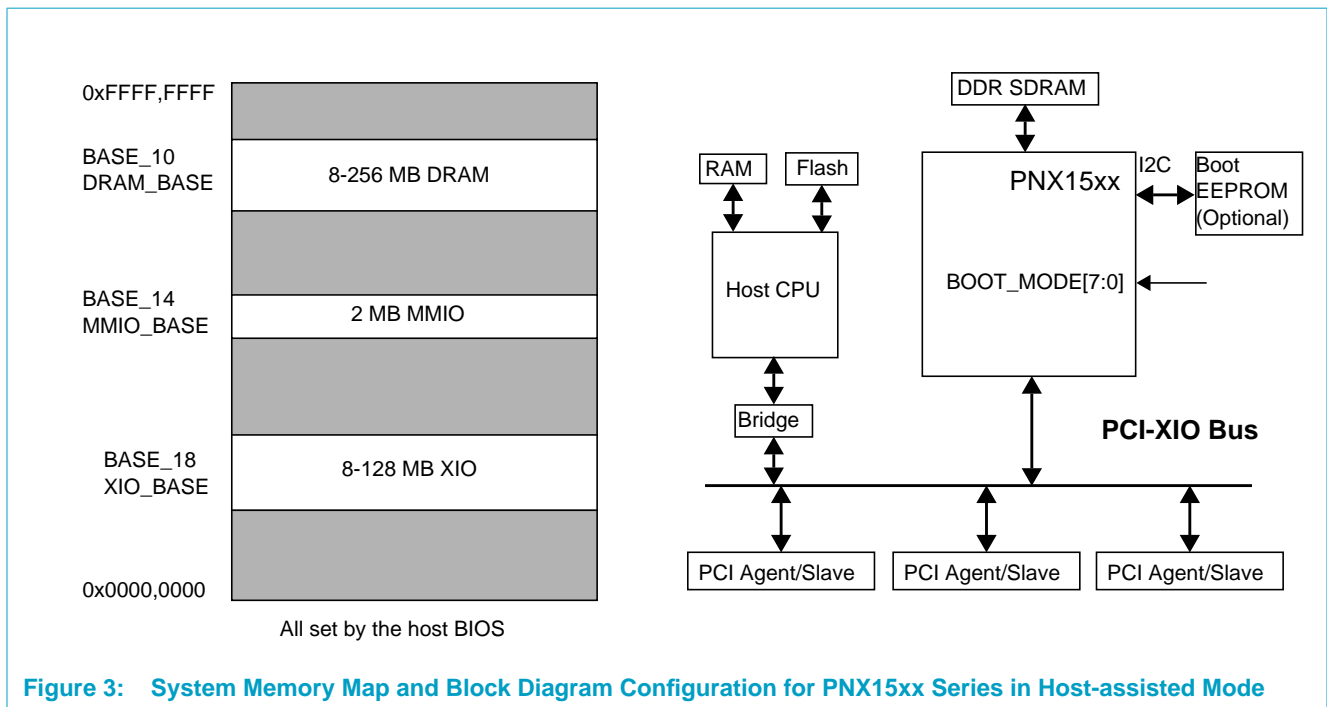 0xFFFF,FFFF
BASE_10
DRAM_BASE
8-256 MB DRAM
BASE_14
MMIO_BASE
2 MB MMIO
BASE_18
XIO_BASE
8-128 MB XIO
0x0000,0000
All set by the host BIOS
DDR SDRAM
RAM
Flash
PNX15xx
I2C
Boot
EEPROM
(Optional)
Host CPU
BOOT_MODE[7:0]
Bridge
PCI-XIO Bus
PCI Agent/Slave
PCI Agent/Slave
PCI Agent/Slave
Figure 3: System Memory Map and Block Diagram Configuration for PNX15xx Series in Host-assisted Mode